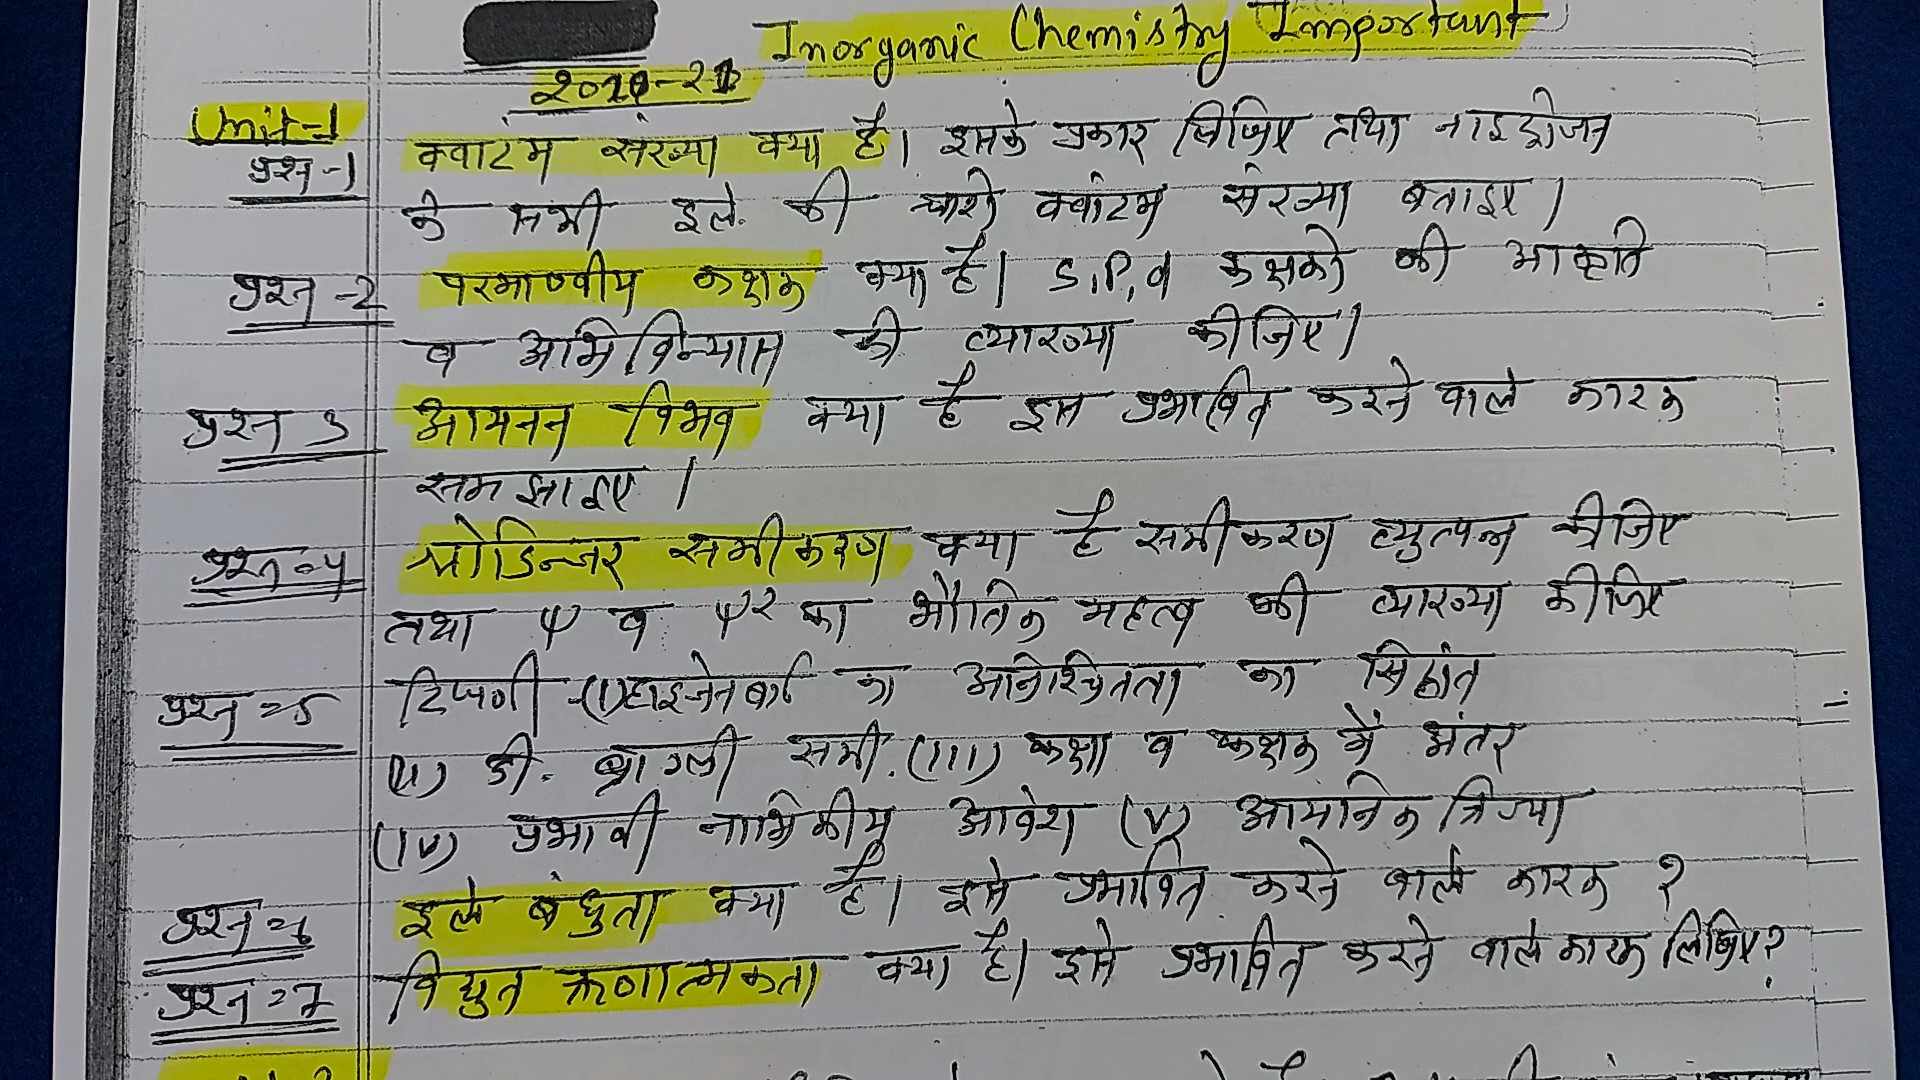 Inorganic Chemistry Important
Unit-1
प्रश्न-1 क्वांटम संख्या क्या है। इसके प्रकार लिखिए तथा नाइट्रोजन
के सभी इले. की चारो क्वांटम संख्या बताइए।
प्रश्न-2 परमाण्वीय कक्षक क्या है। S,P,व कक्षको की आकृति
व अभिविन्यास की व्याख्या कीजिए।
प्रश्न 3 आयनन विभव क्या है इसे प्रभावित करने वाले कारक
समझाइए।
प्रश्न-4 श्रोडिन्जर समीकरण क्या है समीकरण व्युत्पन्न कीजिए
तथा ψ व ψ² का भौतिक महत्व की व्याख्या कीजिए
प्रश्न=5 टिप्पणी -(i) हाइजेनबर्ग का अनिश्चितता का सिद्धांत
(ii) डी. ब्रोग्ली समी. (iii) कक्षा व कक्षक में अंतर
(iv) प्रभावी नाभिकीय आवेश (v) आयनिक त्रिज्या
प्रश्न=6 इले बंधुता क्या है। इसे प्रभावित करने वाले कारक ?
प्रश्न=7 विद्युत ऋणात्मकता क्या है। इसे प्रभावित करने वाले कारक लिखिए?